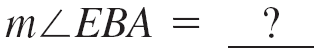 m∠EBA = ?